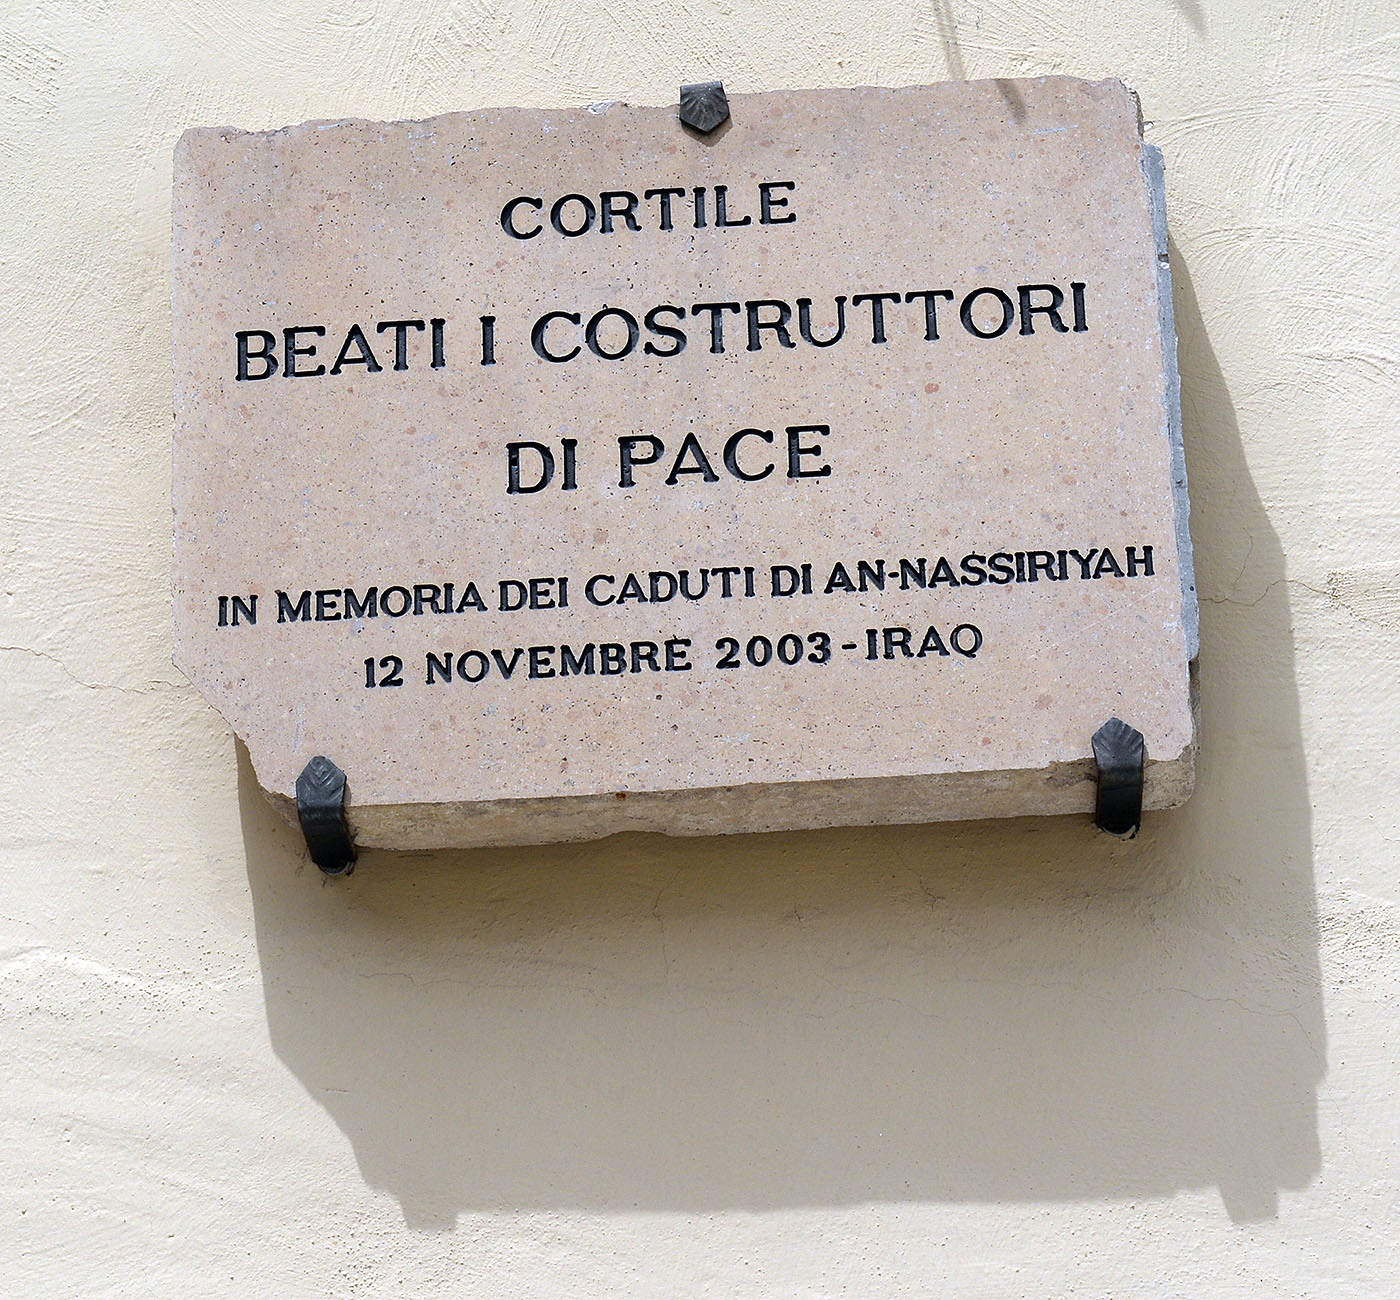 CORTILE
BEATI I COSTRUTTORI
DI PACE
IN MEMORIA DEI CADUTI DI AN-NASSIRIYAH
12 NOVEMBRE 2003-IRAQ